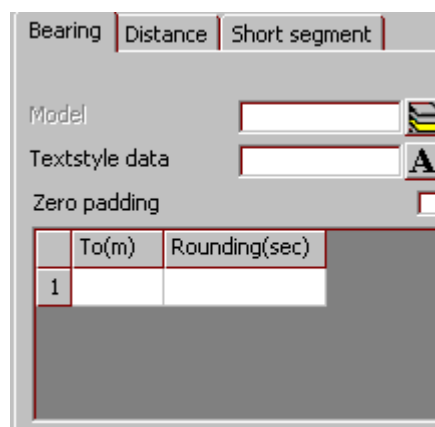 Bearing Distance Short segment
Model
Textstyle data A
Zero padding
To(m) Rounding(sec)
1